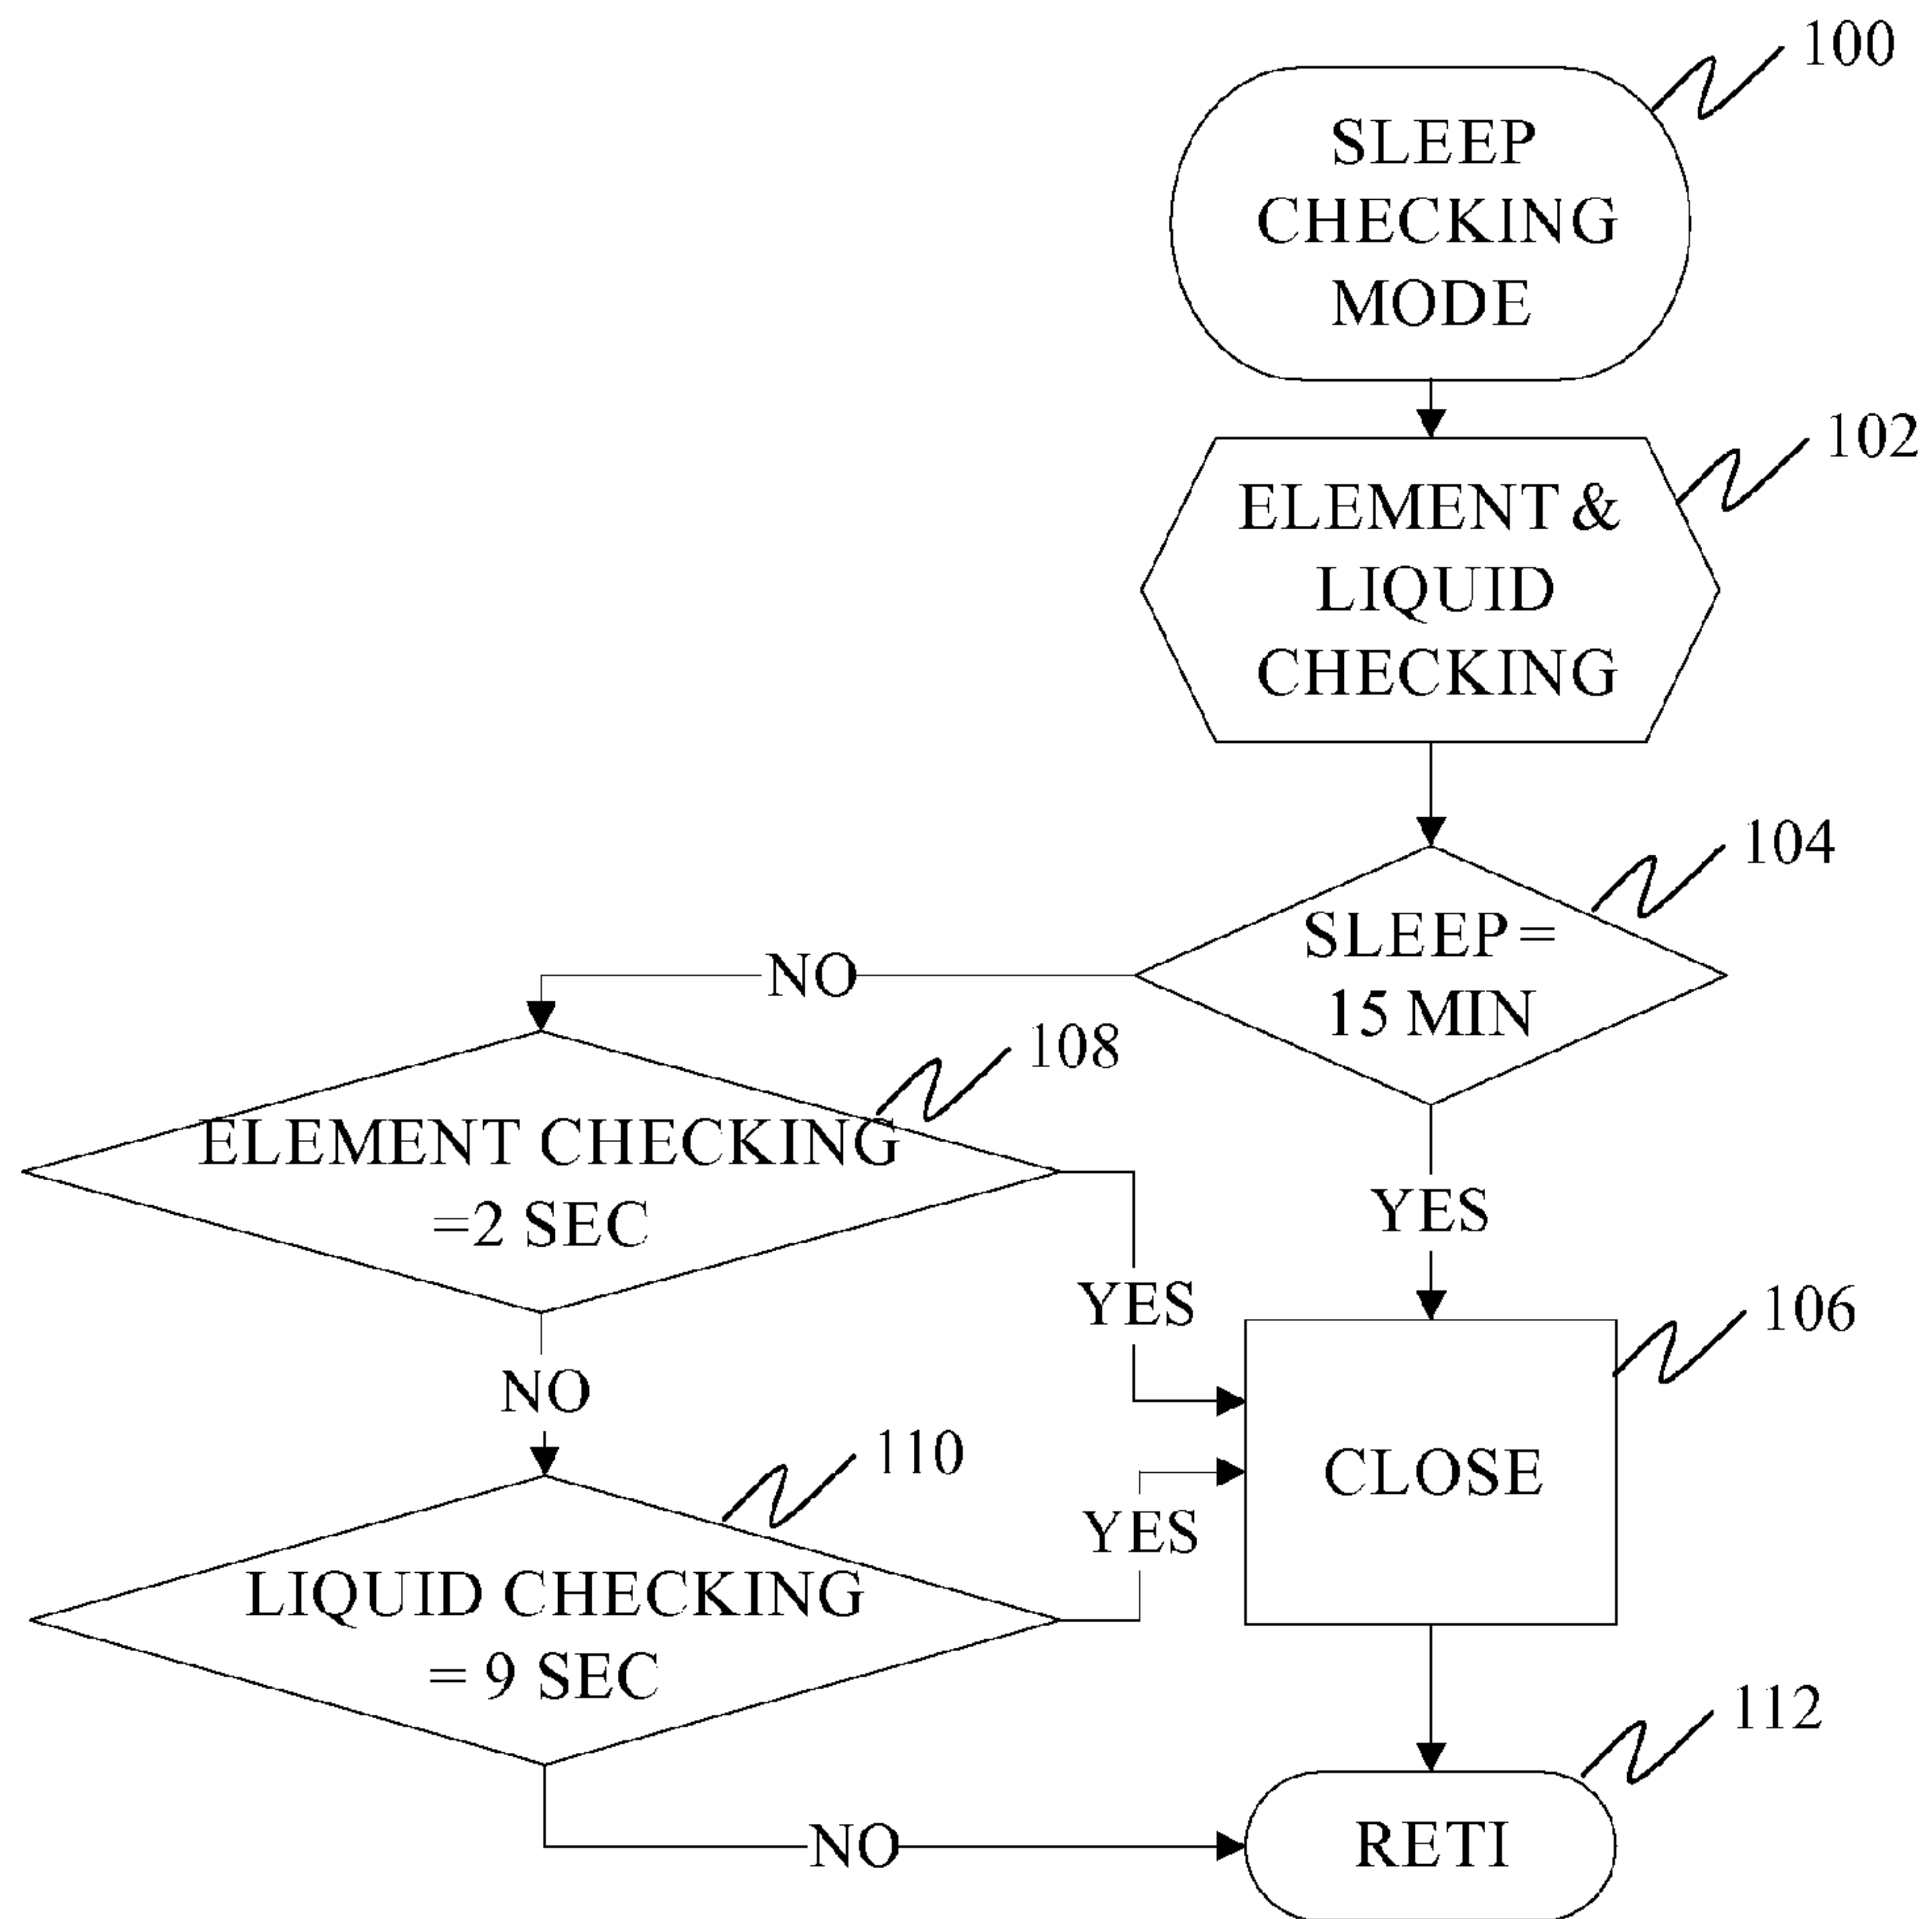 100
SLEEP
CHECKING
MODE
102
ELEMENT &
LIQUID
CHECKING
104
SLEEP =
15 MIN
NO
108
ELEMENT CHECKING
=2 SEC
YES
YES
106
NO
CLOSE
110
YES
LIQUID CHECKING
= 9 SEC
112
NO
RETI